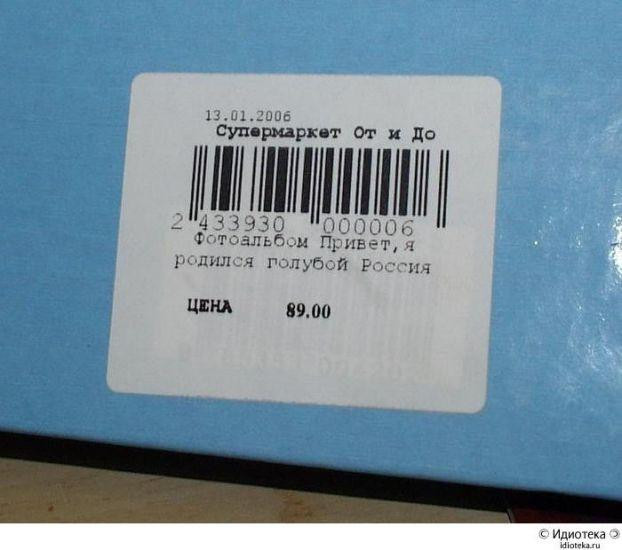 13.01.2006
Супермаркет От и До
2 433930 000006
Фотоальбом Привет,я
родился голубой Россия
ЦЕНА 89.00
© Идиотека
idioteka.ru